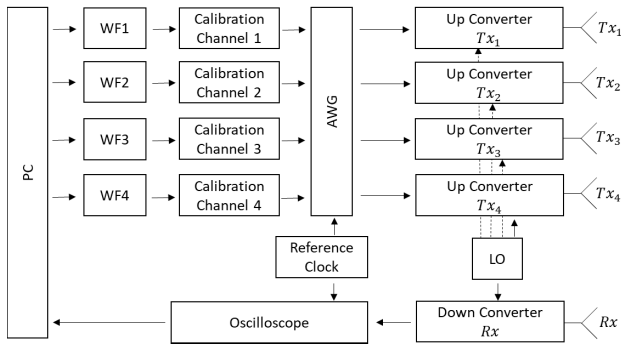 PC
WF1
Calibration
Channel 1
AWG
Up Converter
Tx1
Tx1
WF2
Calibration
Channel 2
Up Converter
Tx2
Tx2
WF3
Calibration
Channel 3
Up Converter
Tx3
Tx3
WF4
Calibration
Channel 4
Up Converter
Tx4
Tx4
Reference
Clock
LO
Oscilloscope
Down Converter
Rx
Rx